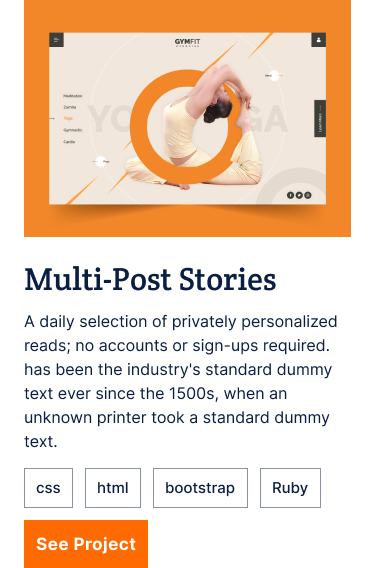 GYMFIT
Meditation
Zumba
Yoga
Gymnastic
Cardio
YOGA
Multi-Post Stories
A daily selection of privately personalized
reads; no accounts or sign-ups required.
has been the industry's standard dummy
text ever since the 1500s, when an
unknown printer took a standard dummy
text.
css html bootstrap Ruby
See Project